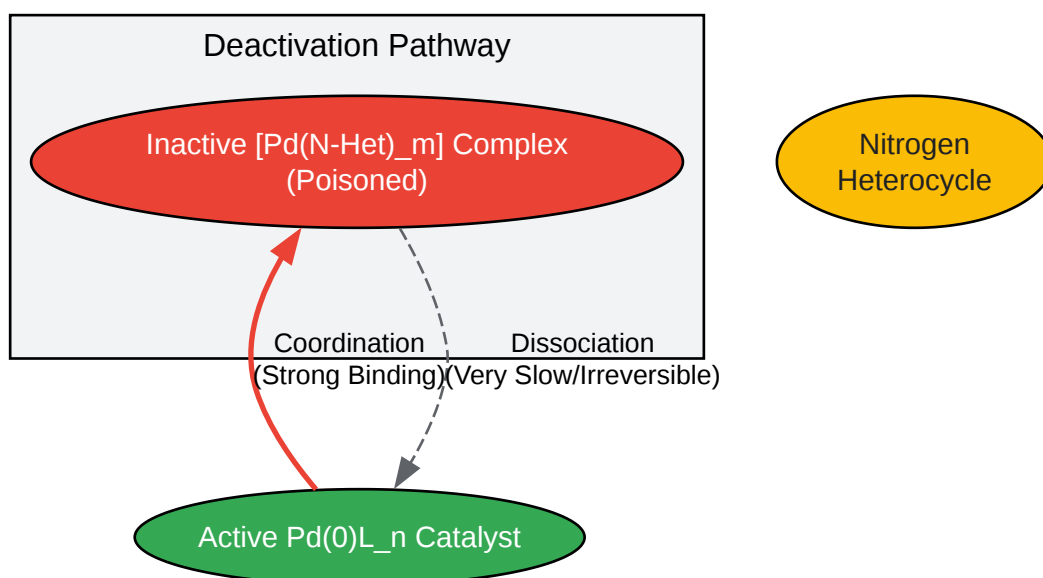 Deactivation Pathway
Inactive [Pd(N-Het)_m] Complex
(Poisoned)
Nitrogen
Heterocycle
Coordination
(Strong Binding)
Dissociation
(Very Slow/Irreversible)
Active Pd(0)L_n Catalyst